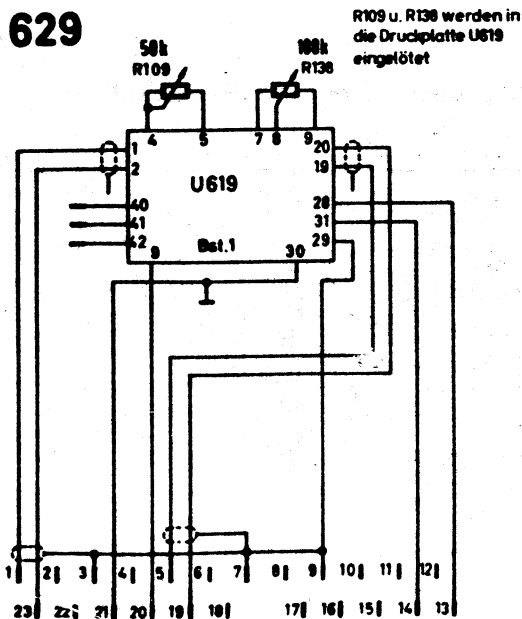 629
R109 u. R138 werden in
die Druckplatte U619
eingelötet
50k
R109
100k
R138
4 5 7 8 9
1 20
2 19
U619
40 28
41 31
42 Bst.1 29
9 30
1 2 3 4 5 6 7 8 9 10 11 12
23 22 21 20 19 18 17 16 15 14 13